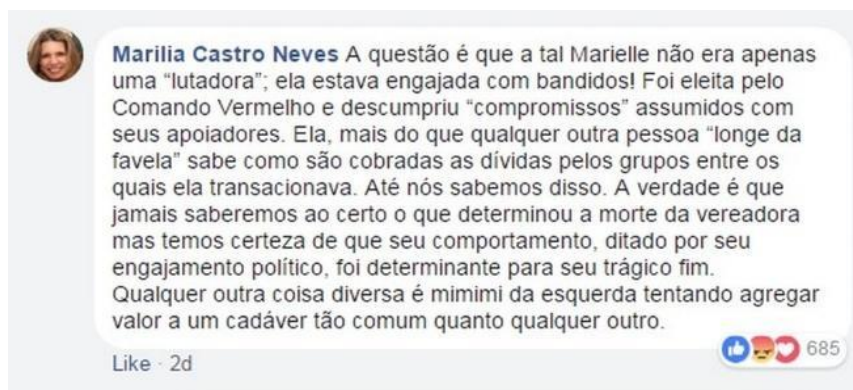 Marilia Castro Neves A questão é que a tal Marielle não era apenas
uma “lutadora”; ela estava engajada com bandidos! Foi eleita pelo
Comando Vermelho e descumpriu “compromissos” assumidos com
seus apoiadores. Ela, mais do que qualquer outra pessoa “longe da
favela” sabe como são cobradas as dívidas pelos grupos entre os
quais ela transacionava. Até nós sabemos disso. A verdade é que
jamais saberemos ao certo o que determinou a morte da vereadora
mas temos certeza de que seu comportamento, ditado por seu
engajamento político, foi determinante para seu trágico fim.
Qualquer outra coisa diversa é mimimi da esquerda tentando agregar
valor a um cadáver tão comum quanto qualquer outro.
685
Like · 2d